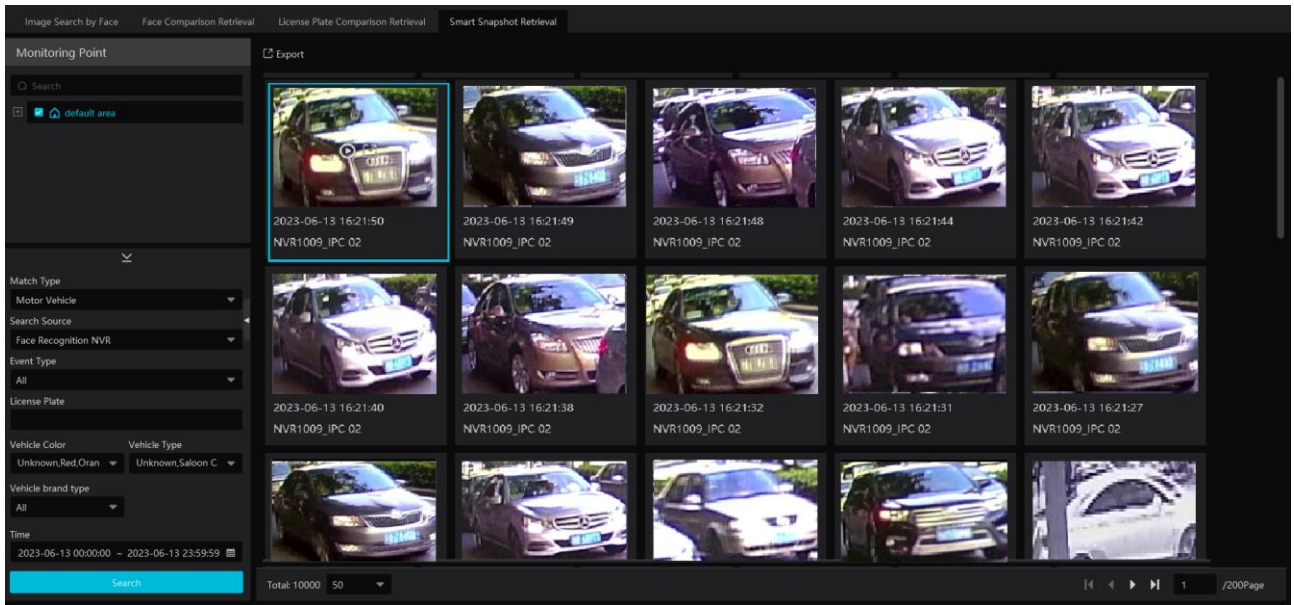 Image Search by Face Face Comparison Retrieval License Plate Comparison Retrieval Smart Snapshot Retrieval
Monitoring Point
Export
Search
default area
2023-06-13 16:21:50 2023-06-13 16:21:49 2023-06-13 16:21:48 2023-06-13 16:21:44 2023-06-13 16:21:42
NVR1009_IPC 02 NVR1009_IPC 02 NVR1009_IPC 02 NVR1009_IPC 02 NVR1009_IPC 02
Match Type
Motor Vehicle
Search Source
Face Recognition NVR
Event Type
All
License Plate
Vehicle Color Vehicle Type
Unknown,Red,Oran Unknown,Saloon C
Vehicle brand type
All
Time
2023-06-13 00:00:00 ~ 2023-06-13 23:59:59
Search
2023-06-13 16:21:40 2023-06-13 16:21:38 2023-06-13 16:21:32 2023-06-13 16:21:31 2023-06-13 16:21:27
NVR1009_IPC 02 NVR1009_IPC 02 NVR1009_IPC 02 NVR1009_IPC 02 NVR1009_IPC 02
Total: 10000 50 1 /200Page